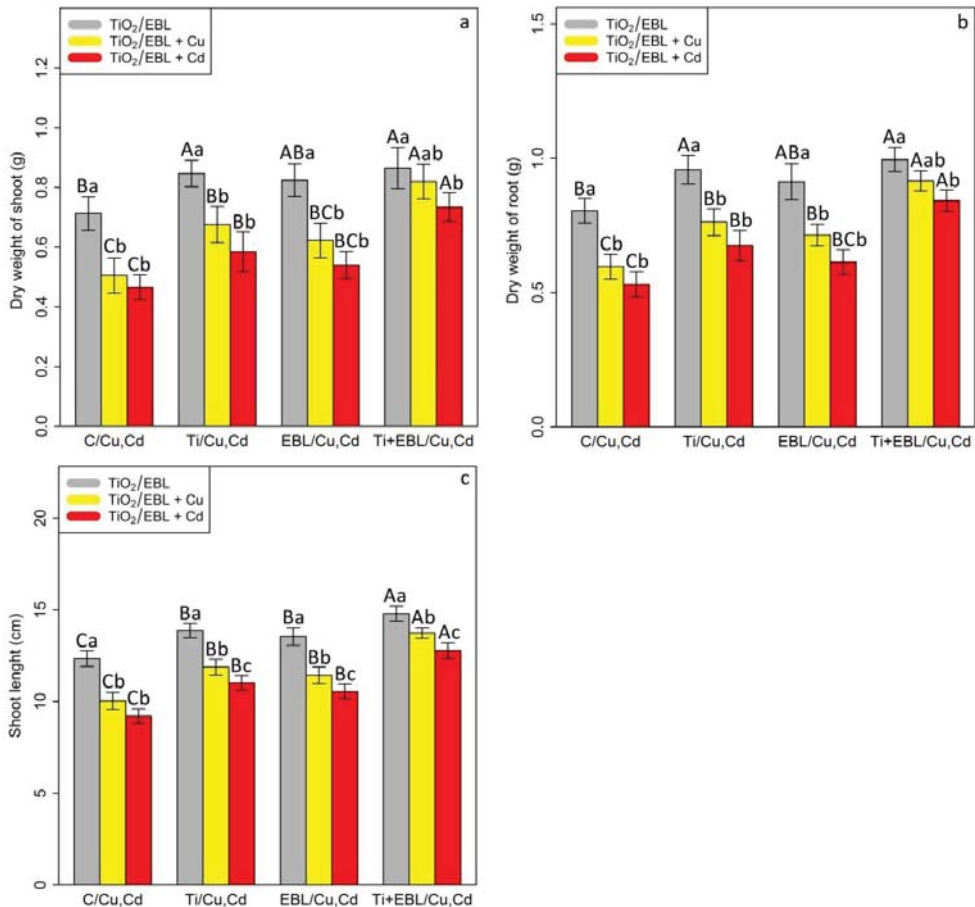 a
TiO₂/EBL
TiO₂/EBL + Cu
TiO₂/EBL + Cd
Dry weight of shoot (g)
1.2
1.0
0.8
0.6
0.4
0.2
0.0
Ba Cb Cb
Aa Bb Bb
ABa BCb BCb
Aa Aab Ab
C/Cu,Cd Ti/Cu,Cd EBL/Cu,Cd Ti+EBL/Cu,Cd
b
TiO₂/EBL
TiO₂/EBL + Cu
TiO₂/EBL + Cd
Dry weight of root (g)
1.5
1.0
0.5
0.0
Ba Cb Cb
Aa Bb Bb
ABa Bb BCb
Aa Aab Ab
C/Cu,Cd Ti/Cu,Cd EBL/Cu,Cd Ti+EBL/Cu,Cd
c
TiO₂/EBL
TiO₂/EBL + Cu
TiO₂/EBL + Cd
Shoot lenght (cm)
20
15
10
5
0
Ca Cb Cb
Ba Bb Bc
Ba Bb Bc
Aa Ab Ac
C/Cu,Cd Ti/Cu,Cd EBL/Cu,Cd Ti+EBL/Cu,Cd